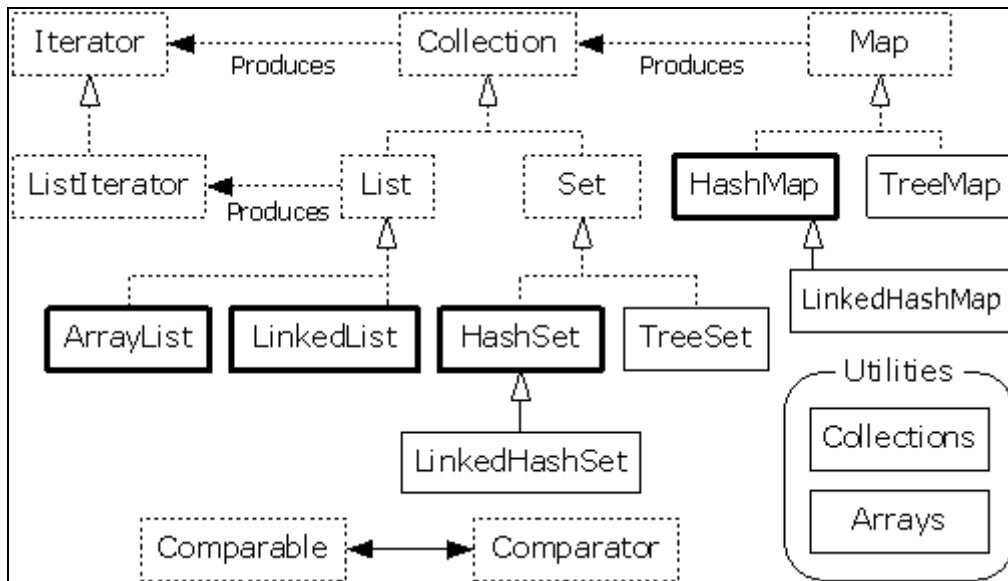 Iterator
Collection
Map
Produces
Produces
ListIterator
List
Set
HashMap
TreeMap
Produces
LinkedHashMap
ArrayList
LinkedList
HashSet
TreeSet
Utilities
Collections
LinkedHashSet
Arrays
Comparable
Comparator